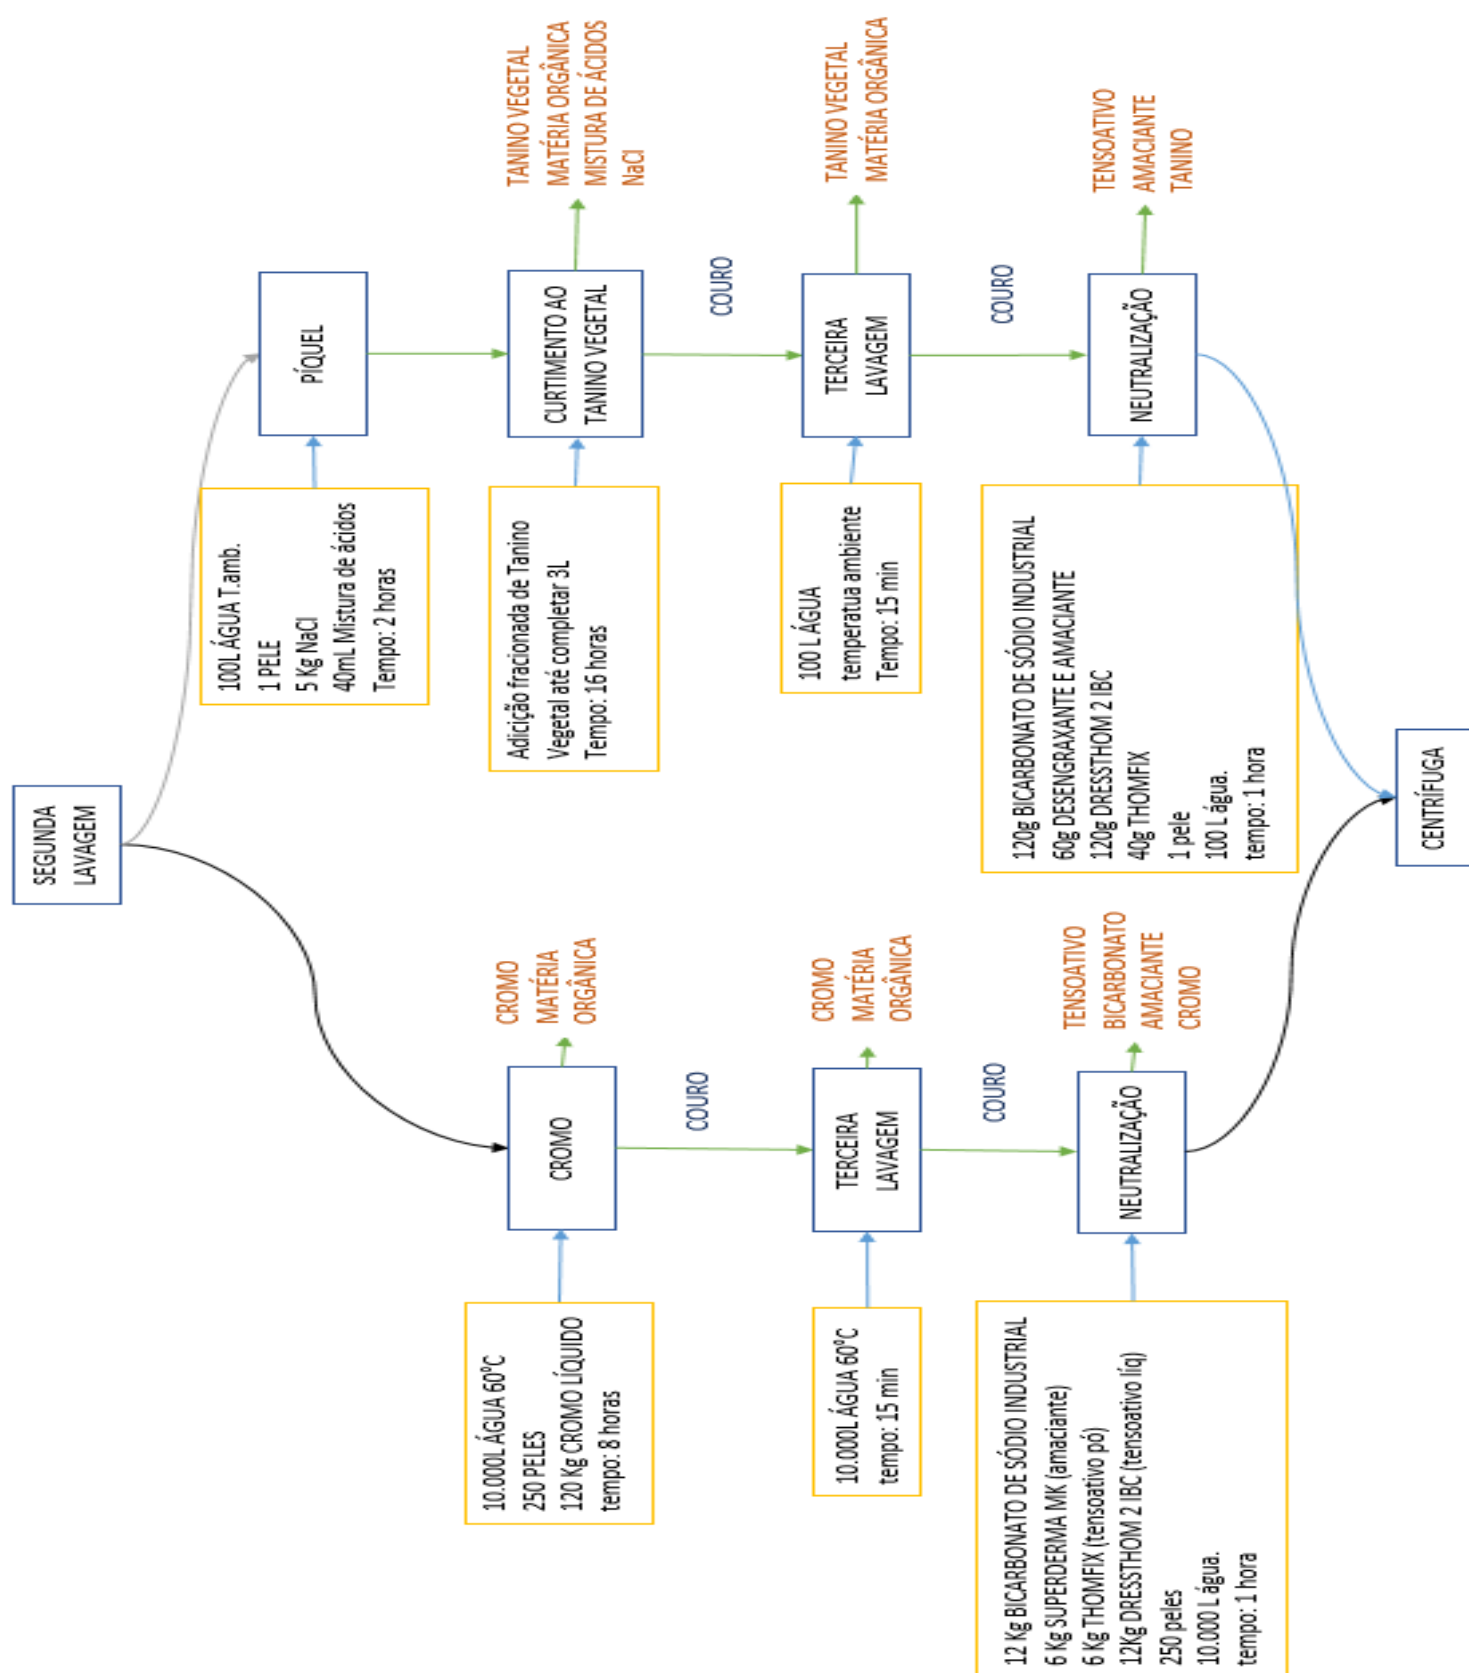 SEGUNDA
LAVAGEM
100L ÁGUA T.amb.
1 PELE
5 Kg NaCl
40mL Mistura de ácidos
Tempo: 2 horas
PÍQUEL
10.000L ÁGUA 60ºC
250 PELES
120 Kg CROMO LÍQUIDO
tempo: 8 horas
CROMO
CROMO
MATÉRIA
ORGÂNICA
Adicição fracionada de Tanino
Vegetal até completar 3L
Tempo: 16 horas
CURTIMENTO AO
TANINO VEGETAL
TANINO VEGETAL
MATÉRIA ORGÂNICA
MISTURA DE ÁCIDOS
NaCl
COURO
COURO
10.000L ÁGUA 60ºC
tempo: 15 min
TERCEIRA
LAVAGEM
CROMO
MATÉRIA
ORGÂNICA
100 L ÁGUA
temperatua ambiente
Tempo: 15 min
TERCEIRA
LAVAGEM
TANINO VEGETAL
MATÉRIA ORGÂNICA
COURO
COURO
12 Kg BICARBONATO DE SÓDIO INDUSTRIAL
6 Kg SUPERDERMA MK (amaciante)
6 Kg THOMFIX (tensoativo pó)
12Kg DRESSTHOM 2 IBC (tensoativo líq)
250 peles
10.000 L água.
tempo: 1 hora
NEUTRALIZAÇÃO
TENSOATIVO
BICARBONATO
AMACIANTE
CROMO
120g BICARBONATO DE SÓDIO INDUSTRIAL
60g DESENGRAXANTE E AMACIANTE
120g DRESSTHOM 2 IBC
40g THOMFIX
1 pele
100 L água.
tempo: 1 hora
NEUTRALIZAÇÃO
TENSOATIVO
AMACIANTE
TANINO
CENTRÍFUGA